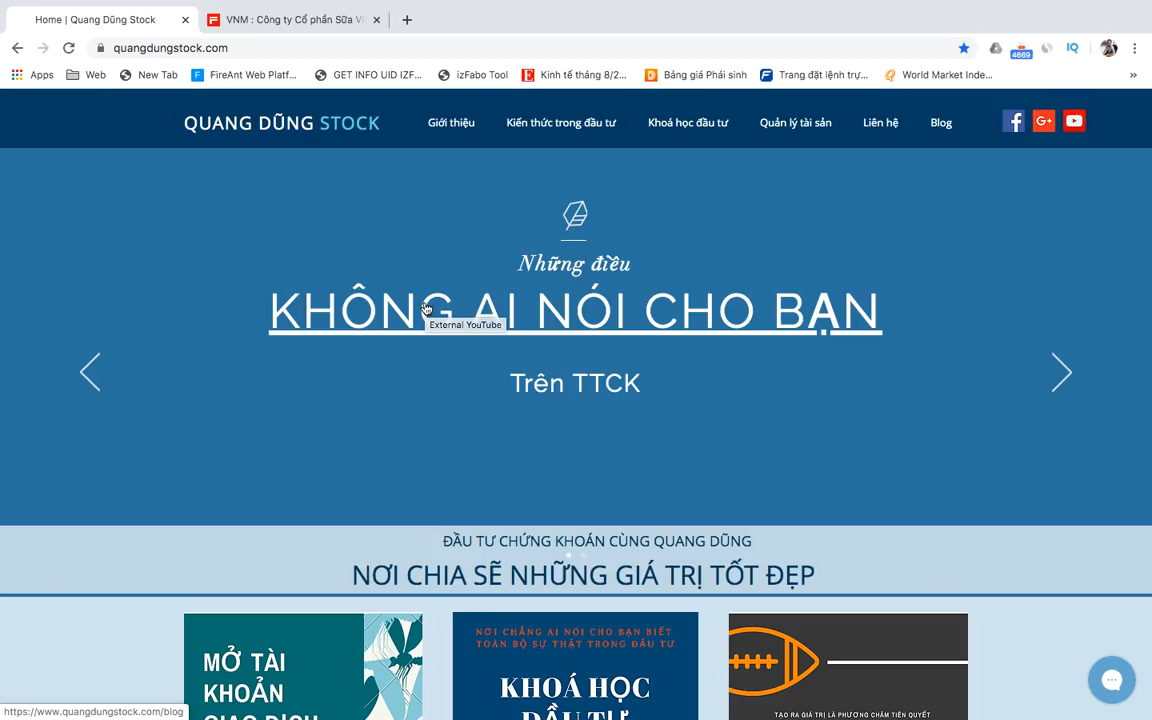 Home | Quang Dũng Stock
VNM : Công ty Cổ phần Sữa Vi
quangdungstock.com
4669
IQ
Apps
Web
New Tab
FireAnt Web Platf...
GET INFO UID IZF...
izFabo Tool
Kinh tế tháng 8/2...
Bảng giá Phái sinh
Trang đặt lệnh trự...
World Market Inde...
QUANG DŨNG STOCK
Giới thiệu
Kiến thức trong đầu tư
Khoá học đầu tư
Quản lý tài sản
Liên hệ
Blog
Những điều
KHÔNG AI NÓI CHO BẠN
External YouTube
Trên TTCK
ĐẦU TƯ CHỨNG KHOÁN CÙNG QUANG DŨNG
NƠI CHIA SẼ NHỮNG GIÁ TRỊ TỐT ĐẸP
MỞ TÀI
KHOẢN
GIAO DỊCH
NƠI CHẲNG AI NÓI CHO BẠN BIẾT
TOÀN BỘ SỰ THẬT TRONG ĐẦU TƯ
KHOÁ HỌC
ĐẦU TƯ
TẠO RA GIÁ TRỊ LÀ PHƯƠNG CHÂM TIÊN QUYẾT
https://www.quangdungstock.com/blog